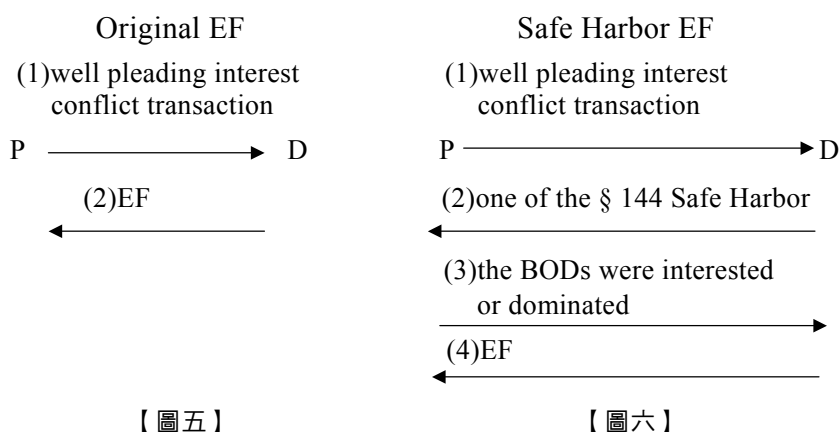 Original EF
(1)well pleading interest
conflict transaction
P
D
(2)EF
【圖五】
Safe Harbor EF
(1)well pleading interest
conflict transaction
P
D
(2)one of the § 144 Safe Harbor
(3)the BODs were interested
or dominated
(4)EF
【圖六】